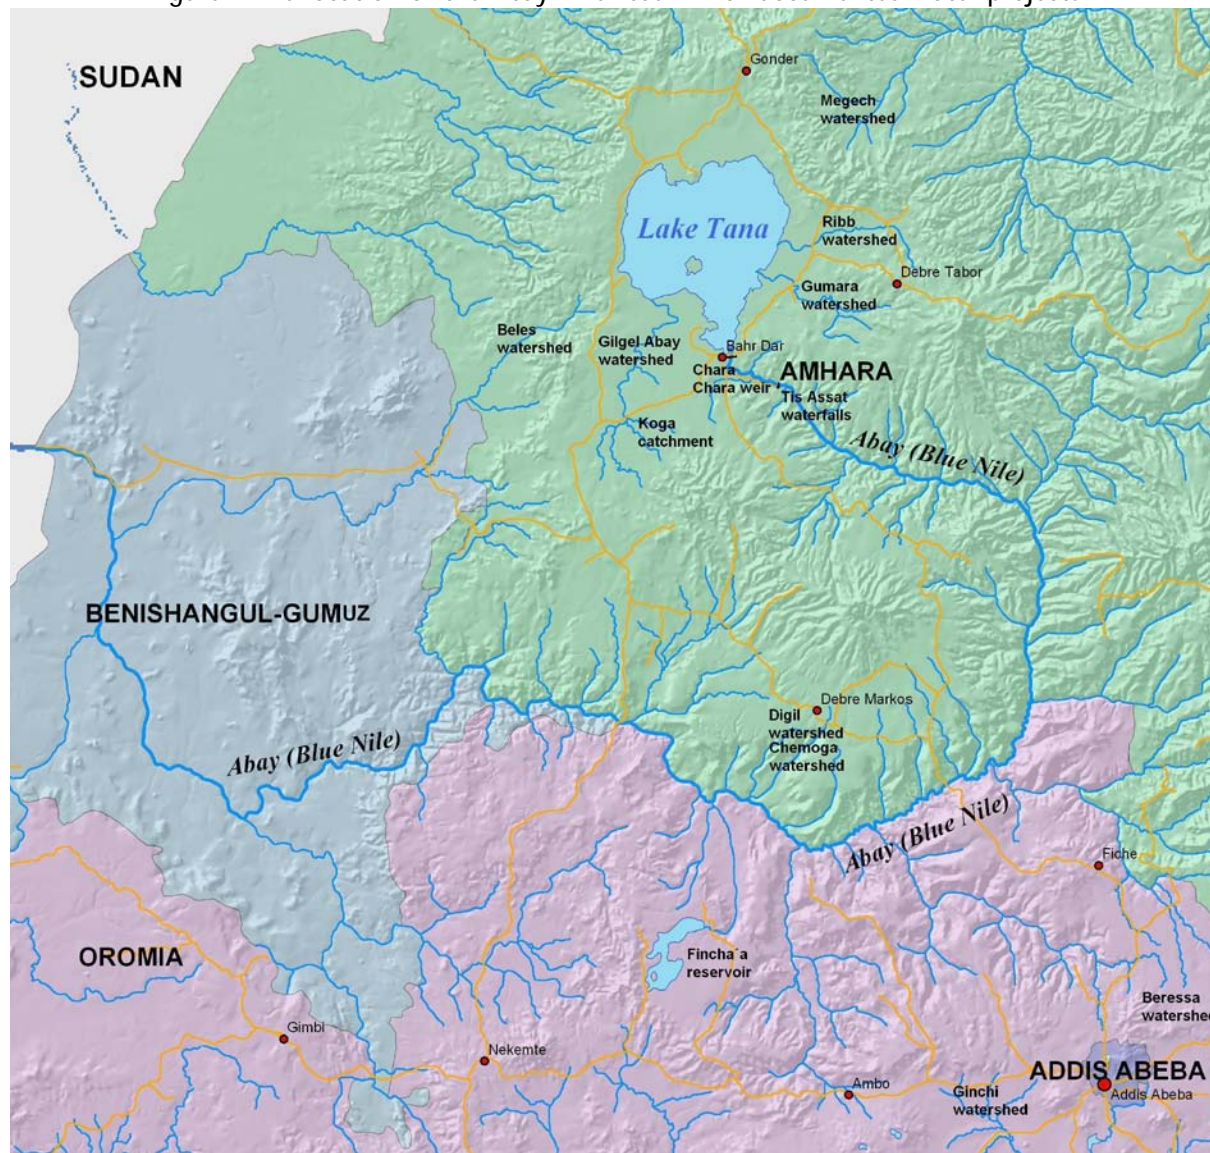 SUDAN
Gonder
Megech
watershed
Lake Tana
Ribb
watershed
Debre Tabor
Gumara
watershed
Beles
watershed
Gilgel Abay
watershed
Bahr Dar
AMHARA
Chara
Chara weir
Tis Assat
waterfalls
Koga
catchment
Abay (Blue Nile)
BENISHANGUL-GUMUZ
Debre Markos
Digil
watershed
Chemoga
watershed
Abay (Blue Nile)
Abay (Blue Nile)
Fiche
OROMIA
Fincha´a
reservoir
Beressa
watershed
Gimbi
Nekemte
ADDIS ABEBA
Ambo
Ginchi
watershed
Addis Abeba